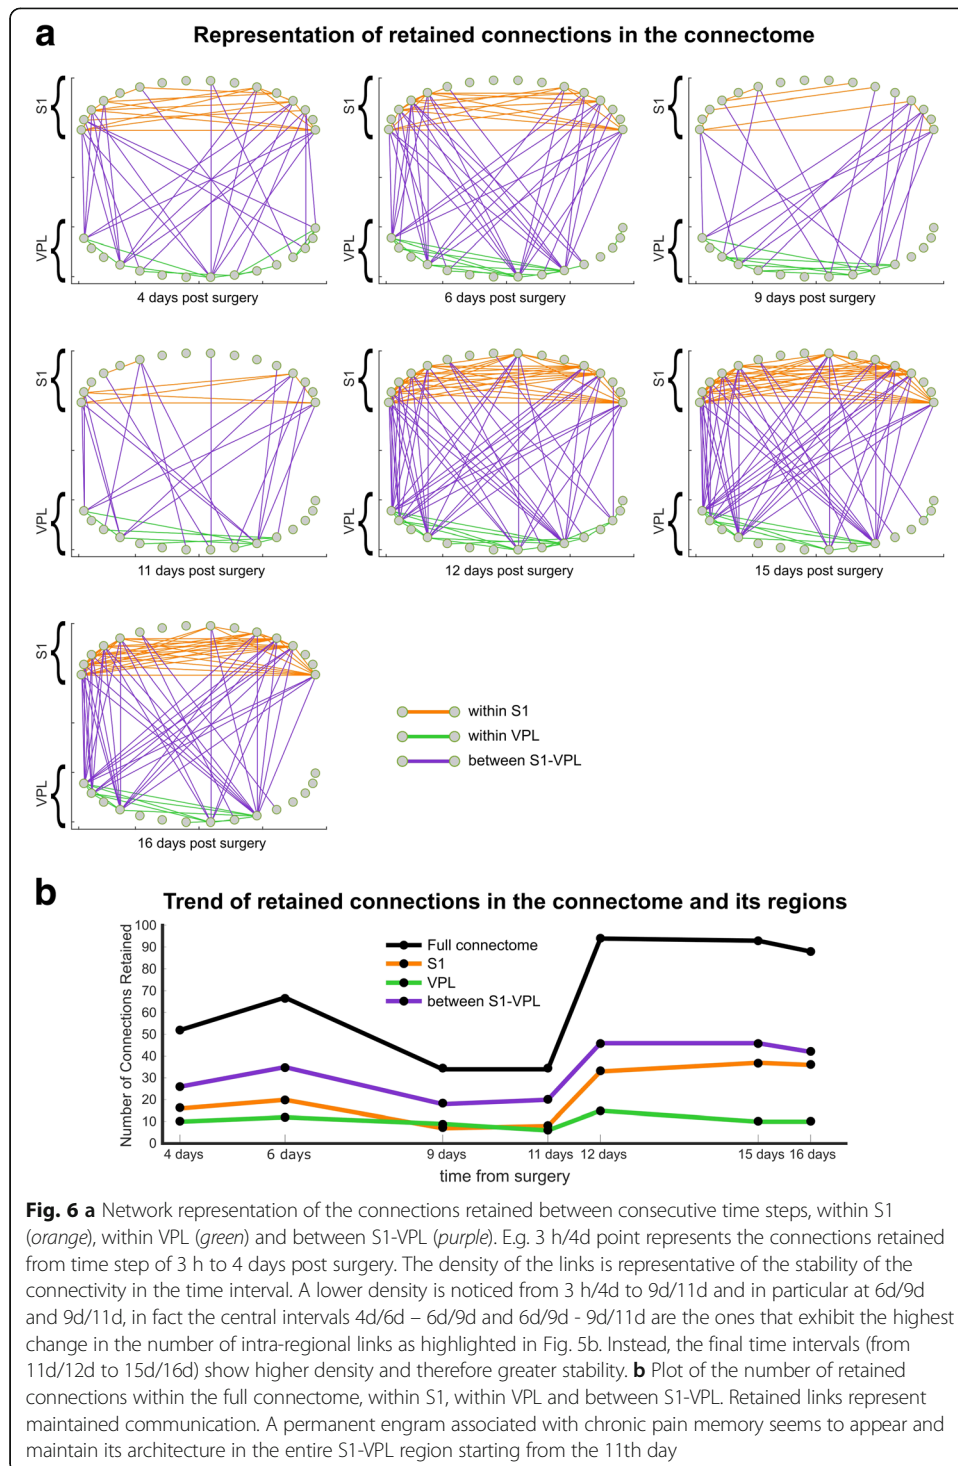 a
Representation of retained connections in the connectome
S1
VPL
4 days post surgery
S1
VPL
6 days post surgery
S1
VPL
9 days post surgery
S1
VPL
11 days post surgery
S1
VPL
12 days post surgery
S1
VPL
15 days post surgery
S1
VPL
16 days post surgery
within S1
within VPL
between S1-VPL
b
Trend of retained connections in the connectome and its regions
Number of Connections Retained
100
90
80
70
60
50
40
30
20
10
0
Full connectome
S1
VPL
between S1-VPL
4 days
6 days
9 days
11 days
12 days
15 days
16 days
time from surgery
Fig. 6 a Network representation of the connections retained between consecutive time steps, within S1
(orange), within VPL (green) and between S1-VPL (purple). E.g. 3 h/4d point represents the connections retained
from time step of 3 h to 4 days post surgery. The density of the links is representative of the stability of the
connectivity in the time interval. A lower density is noticed from 3 h/4d to 9d/11d and in particular at 6d/9d
and 9d/11d, in fact the central intervals 4d/6d – 6d/9d and 6d/9d - 9d/11d are the ones that exhibit the highest
change in the number of intra-regional links as highlighted in Fig. 5b. Instead, the final time intervals (from
11d/12d to 15d/16d) show higher density and therefore greater stability. b Plot of the number of retained
connections within the full connectome, within S1, within VPL and between S1-VPL. Retained links represent
maintained communication. A permanent engram associated with chronic pain memory seems to appear and
maintain its architecture in the entire S1-VPL region starting from the 11th day